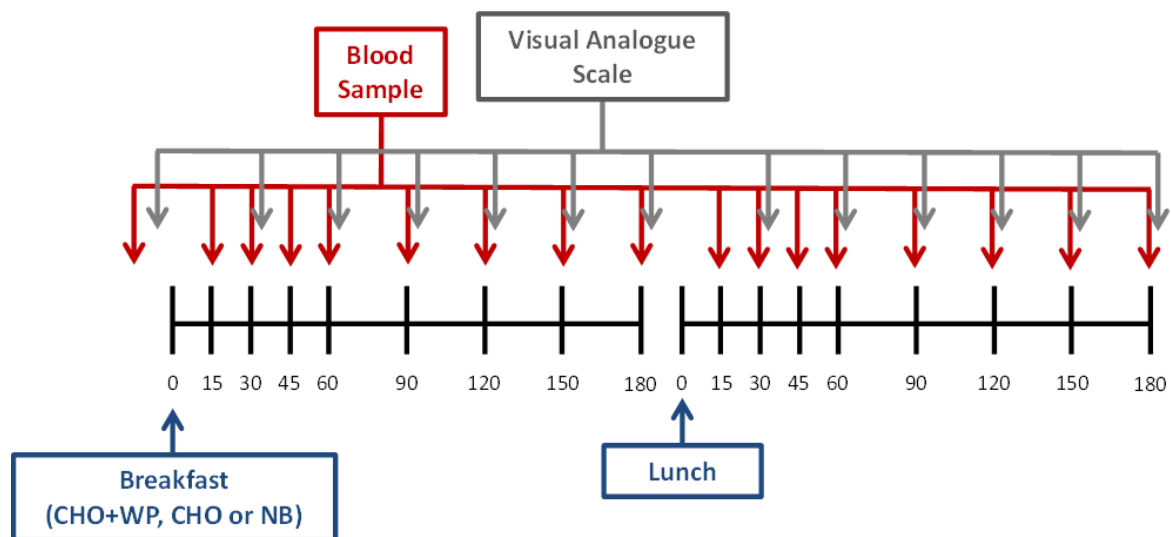 Blood
Sample
Visual Analogue
Scale
0 15 30 45 60 90 120 150 180 0 15 30 45 60 90 120 150 180
Breakfast
(CHO+WP, CHO or NB)
Lunch